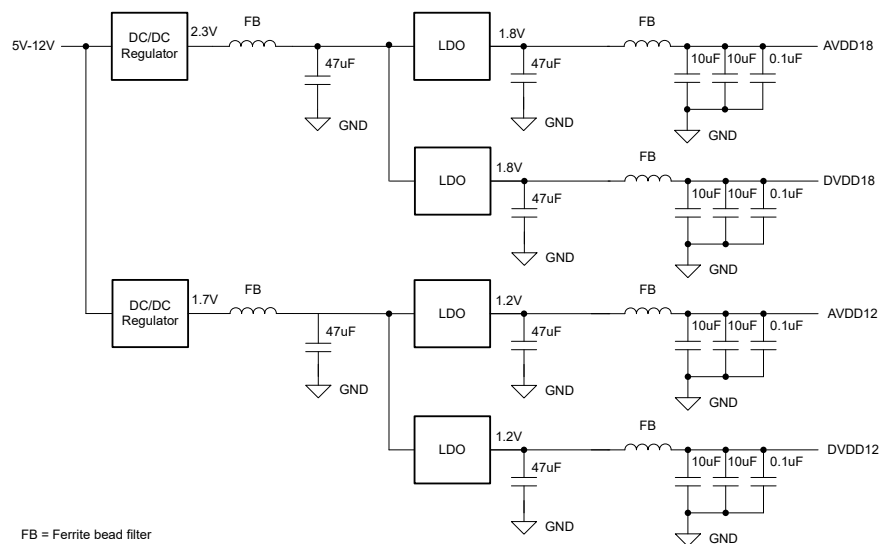 FB
5V-12V
DC/DC
Regulator
2.3V
47uF
GND
LDO
1.8V
47uF
GND
FB
10uF 10uF 0.1uF
GND
AVDD18
LDO
1.8V
47uF
GND
FB
10uF 10uF 0.1uF
GND
DVDD18
DC/DC
Regulator
1.7V
FB
47uF
GND
LDO
1.2V
47uF
GND
FB
10uF 10uF 0.1uF
GND
AVDD12
LDO
1.2V
47uF
GND
FB
10uF 10uF 0.1uF
GND
DVDD12
FB = Ferrite bead filter